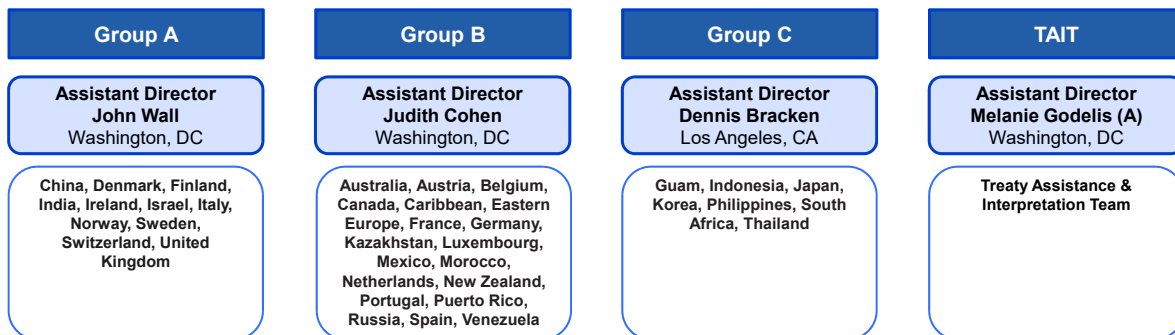 Group A
Assistant Director
John Wall
Washington, DC
China, Denmark, Finland,
India, Ireland, Israel, Italy,
Norway, Sweden,
Switzerland, United
Kingdom
Group B
Assistant Director
Judith Cohen
Washington, DC
Australia, Austria, Belgium,
Canada, Caribbean, Eastern
Europe, France, Germany,
Kazakhstan, Luxembourg,
Mexico, Morocco,
Netherlands, New Zealand,
Portugal, Puerto Rico,
Russia, Spain, Venezuela
Group C
Assistant Director
Dennis Bracken
Los Angeles, CA
Guam, Indonesia, Japan,
Korea, Philippines, South
Africa, Thailand
TAIT
Assistant Director
Melanie Godelis (A)
Washington, DC
Treaty Assistance &
Interpretation Team